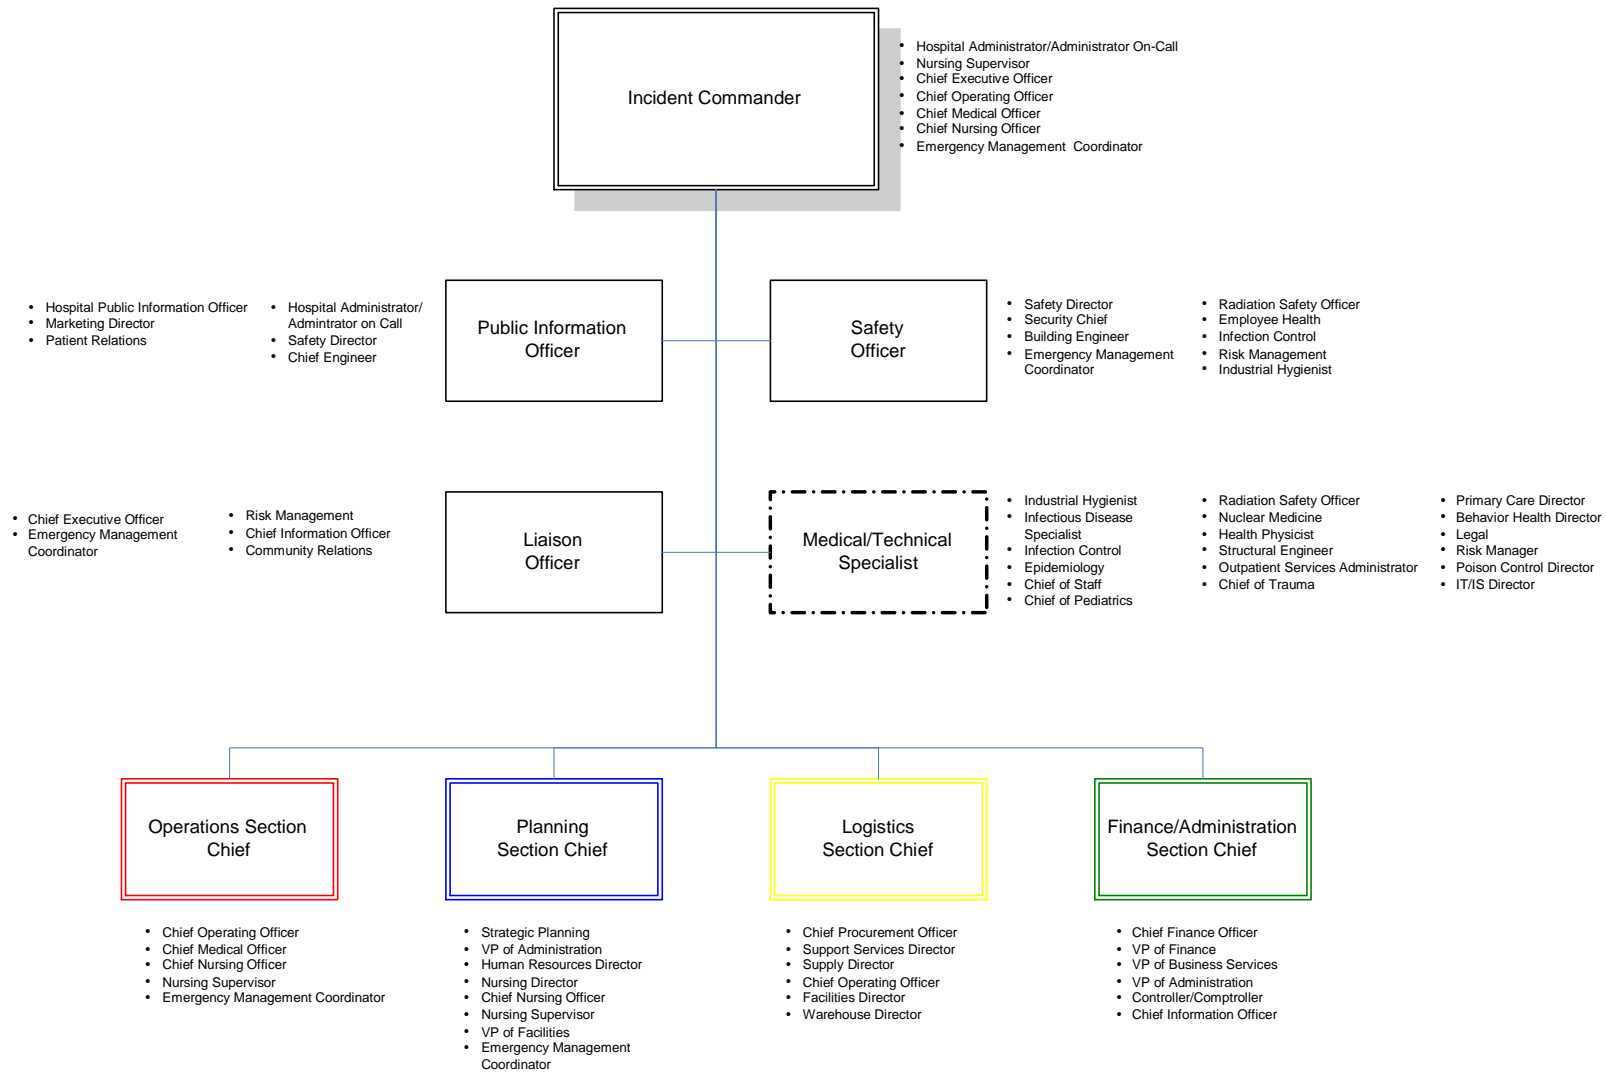 Incident Commander
• Hospital Administrator/Administrator On-Call
• Nursing Supervisor
• Chief Executive Officer
• Chief Operating Officer
• Chief Medical Officer
• Chief Nursing Officer
• Emergency Management  Coordinator
• Hospital Public Information Officer
• Marketing Director
• Patient Relations
• Hospital Administrator/
Admintrator on Call
• Safety Director
• Chief Engineer
Public Information
Officer
Safety
Officer
• Safety Director
• Security Chief
• Building Engineer
• Emergency Management
Coordinator
• Radiation Safety Officer
• Employee Health
• Infection Control
• Risk Management
• Industrial Hygienist
• Chief Executive Officer
• Emergency Management
Coordinator
• Risk Management
• Chief Information Officer
• Community Relations
Liaison
Officer
Medical/Technical
Specialist
• Industrial Hygienist
• Infectious Disease
Specialist
• Infection Control
• Epidemiology
• Chief of Staff
• Chief of Pediatrics
• Radiation Safety Officer
• Nuclear Medicine
• Health Physicist
• Structural Engineer
• Outpatient Services Administrator
• Chief of Trauma
• Primary Care Director
• Behavior Health Director
• Legal
• Risk Manager
• Poison Control Director
• IT/IS Director
Operations Section
Chief
Planning
Section Chief
Logistics
Section Chief
Finance/Administration
Section Chief
• Chief Operating Officer
• Chief Medical Officer
• Chief Nursing Officer
• Nursing Supervisor
• Emergency Management Coordinator
• Strategic Planning
• VP of Administration
• Human Resources Director
• Nursing Director
• Chief Nursing Officer
• Nursing Supervisor
• VP of Facilities
• Emergency Management
Coordinator
• Chief Procurement Officer
• Support Services Director
• Supply Director
• Chief Operating Officer
• Facilities Director
• Warehouse Director
• Chief Finance Officer
• VP of Finance
• VP of Business Services
• VP of Administration
• Controller/Comptroller
• Chief Information Officer